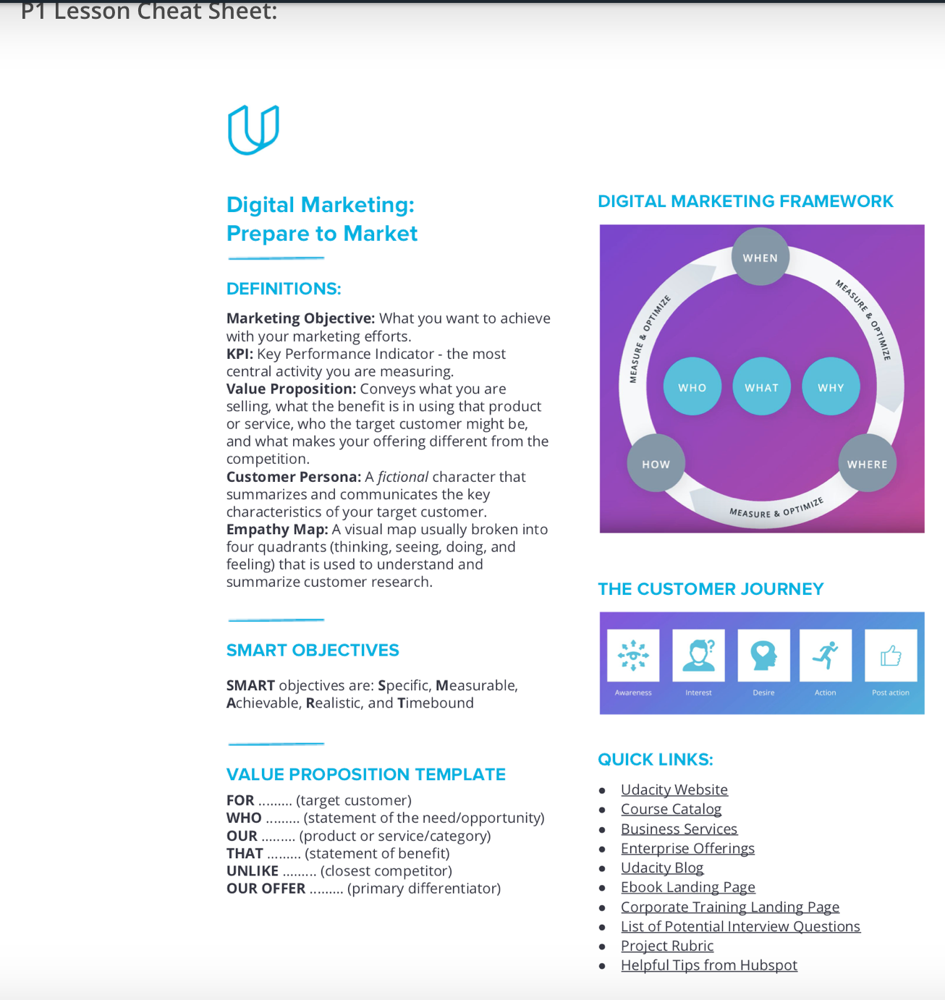 P1 Lesson Cheat Sheet:
Digital Marketing:
Prepare to Market
DEFINITIONS:
Marketing Objective: What you want to achieve
with your marketing efforts.
KPI: Key Performance Indicator - the most
central activity you are measuring.
Value Proposition: Conveys what you are
selling, what the benefit is in using that product
or service, who the target customer might be,
and what makes your offering different from the
competition.
Customer Persona: A fictional character that
summarizes and communicates the key
characteristics of your target customer.
Empathy Map: A visual map usually broken into
four quadrants (thinking, seeing, doing, and
feeling) that is used to understand and
summarize customer research.
SMART OBJECTIVES
SMART objectives are: Specific, Measurable,
Achievable, Realistic, and Timebound
VALUE PROPOSITION TEMPLATE
FOR ......... (target customer)
WHO ......... (statement of the need/opportunity)
OUR ......... (product or service/category)
THAT ......... (statement of benefit)
UNLIKE ......... (closest competitor)
OUR OFFER ......... (primary differentiator)
DIGITAL MARKETING FRAMEWORK
WHEN
MEASURE & OPTIMIZE
MEASURE & OPTIMIZE
WHO
WHAT
WHY
HOW
WHERE
MEASURE & OPTIMIZE
THE CUSTOMER JOURNEY
?
Awareness
Interest
Desire
Action
Post action
QUICK LINKS:
● Udacity Website
● Course Catalog
● Business Services
● Enterprise Offerings
● Udacity Blog
● Ebook Landing Page
● Corporate Training Landing Page
● List of Potential Interview Questions
● Project Rubric
● Helpful Tips from Hubspot